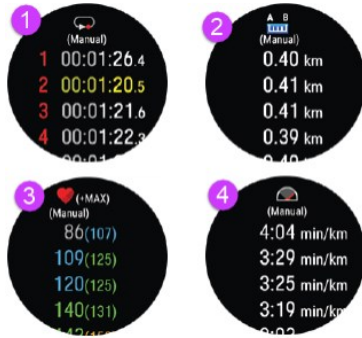 1
(Manual)
1 00:01:26.4
2 00:01:20.5
3 00:01:21.6
4 00:01:22.3
2
A B
(Manual)
0.40 km
0.41 km
0.41 km
0.39 km
3
(+MAX)
(Manual)
86(107)
109(125)
120(125)
140(131)
4
(Manual)
4:04 min/km
3:29 min/km
3:25 min/km
3:19 min/km